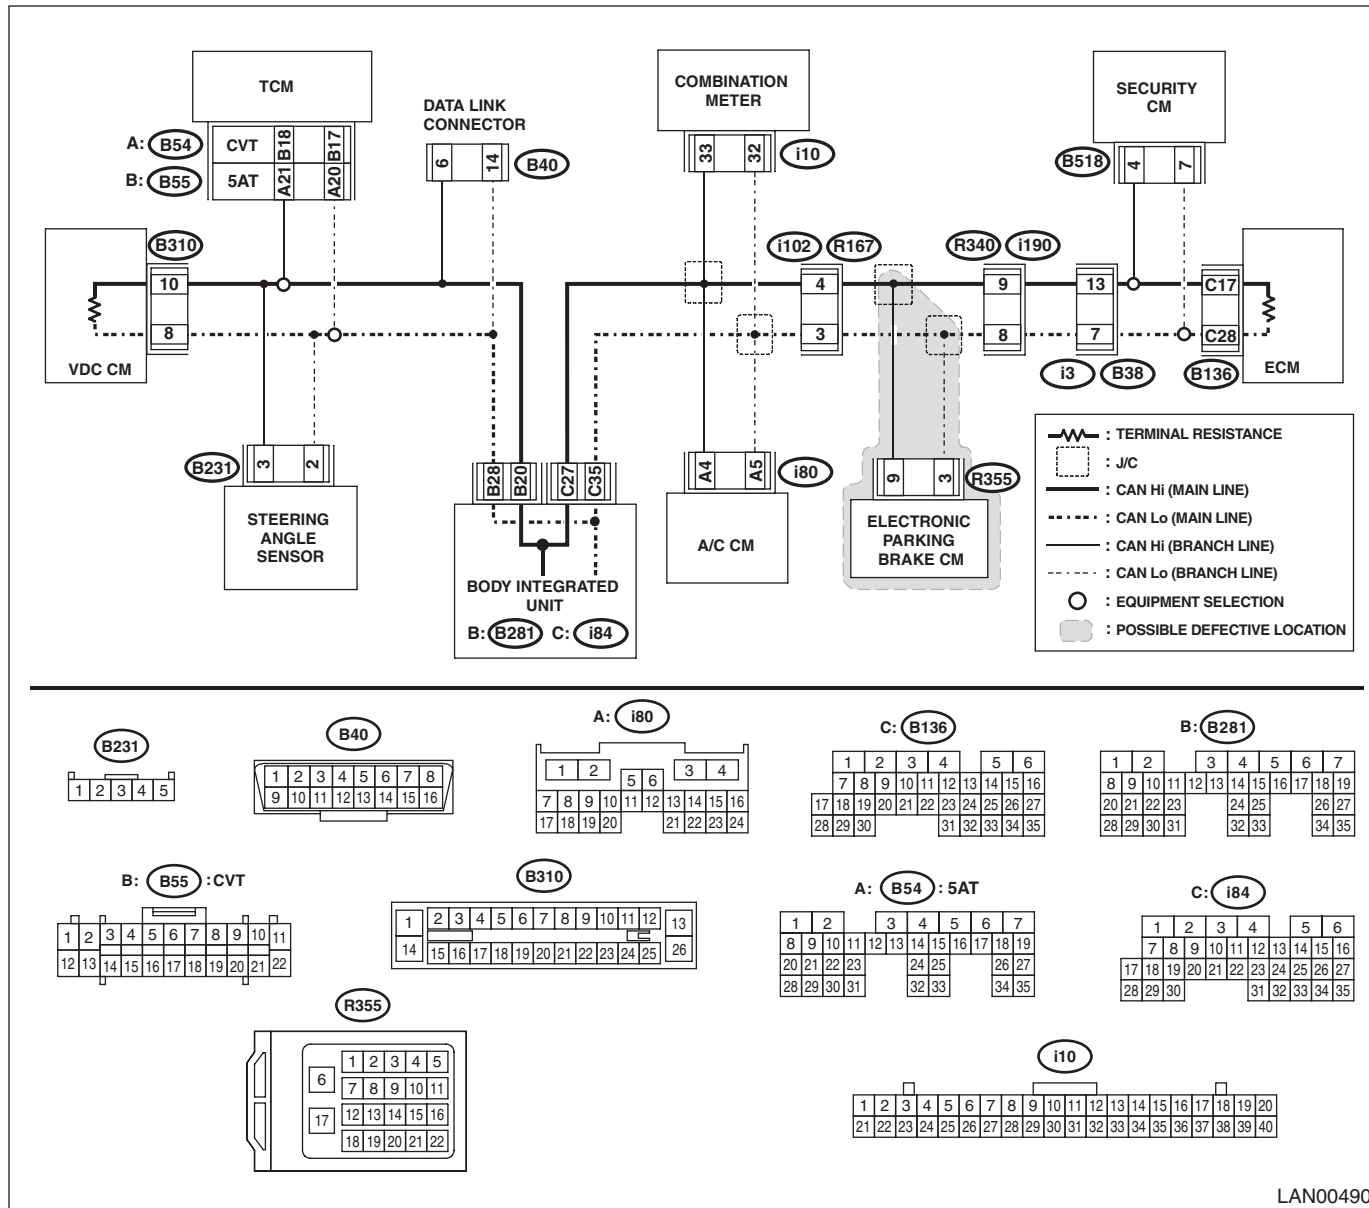 TCM
COMBINATION
METER
SECURITY
CM
DATA LINK
CONNECTOR
A: B54 CVT B18 B17
B: B55 5AT A21 A20
6 14 B40
33 32 i10
B518 4 7
B310
i102 R167
R340 i190
10
8
4
3
9
8
13
7
C17
C28
VDC CM
i3 B38
B136
ECM
B231 3 2
B28 B20 C27 C35
A4 A5 i80
9 3 R355
STEERING
ANGLE
SENSOR
BODY INTEGRATED
UNIT
B: B281 C: i84
A/C CM
ELECTRONIC
PARKING
BRAKE CM
: TERMINAL RESISTANCE
: J/C
: CAN Hi (MAIN LINE)
: CAN Lo (MAIN LINE)
: CAN Hi (BRANCH LINE)
: CAN Lo (BRANCH LINE)
: EQUIPMENT SELECTION
: POSSIBLE DEFECTIVE LOCATION
B231
1 2 3 4 5
B40
1 2 3 4 5 6 7 8
9 10 11 12 13 14 15 16
A: i80
1 2 3 4
5 6
7 8 9 10 11 12 13 14 15 16
17 18 19 20 21 22 23 24
C: B136
1 2 3 4 5 6
7 8 9 10 11 12 13 14 15 16
17 18 19 20 21 22 23 24 25 26 27
28 29 30 31 32 33 34 35
B: B281
1 2 3 4 5 6 7
8 9 10 11 12 13 14 15 16 17 18 19
20 21 22 23 24 25 26 27
28 29 30 31 32 33 34 35
B: B55 :CVT
1 2 3 4 5 6 7 8 9 10 11
12 13 14 15 16 17 18 19 20 21 22
B310
1 2 3 4 5 6 7 8 9 10 11 12 13
14 15 16 17 18 19 20 21 22 23 24 25 26
A: B54 : 5AT
1 2 3 4 5 6 7
8 9 10 11 12 13 14 15 16 17 18 19
20 21 22 23 24 25 26 27
28 29 30 31 32 33 34 35
C: i84
1 2 3 4 5 6
7 8 9 10 11 12 13 14 15 16
17 18 19 20 21 22 23 24 25 26 27
28 29 30 31 32 33 34 35
R355
1 2 3 4 5
6
7 8 9 10 11
12 13 14 15 16
17
18 19 20 21 22
i10
1 2 3 4 5 6 7 8 9 10 11 12 13 14 15 16 17 18 19 20
21 22 23 24 25 26 27 28 29 30 31 32 33 34 35 36 37 38 39 40
LAN00490